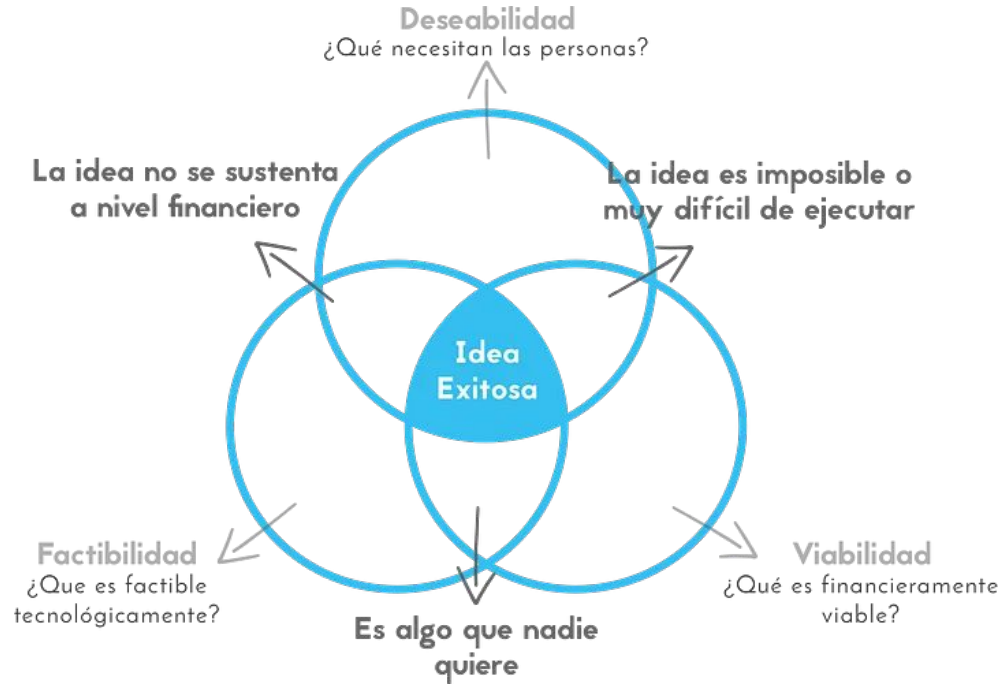 Deseabilidad
¿Qué necesitan las personas?
La idea no se sustenta
a nivel financiero
La idea es imposible o
muy difícil de ejecutar
Idea
Exitosa
Factibilidad
¿Que es factible
tecnológicamente?
Viabilidad
¿Qué es financieramente
viable?
Es algo que nadie
quiere